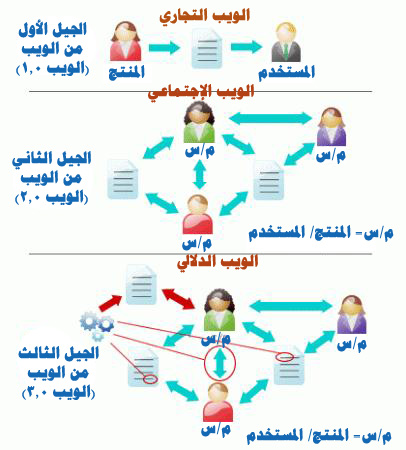 الويب التجاري
الجيل الأول
من الويب
(الويب ١,٠)
المنتج
المستخدم
الويب الإجتماعي
م/س
م/س
الجيل الثاني
من الويب
(الويب ٢,٠)
م/س
م/س= المنتج/ المستخدم
الويب الدلالي
م/س
م/س
الجيل الثالث
من الويب
(الويب ٣,٠)
م/س
م/س= المنتج/ المستخدم